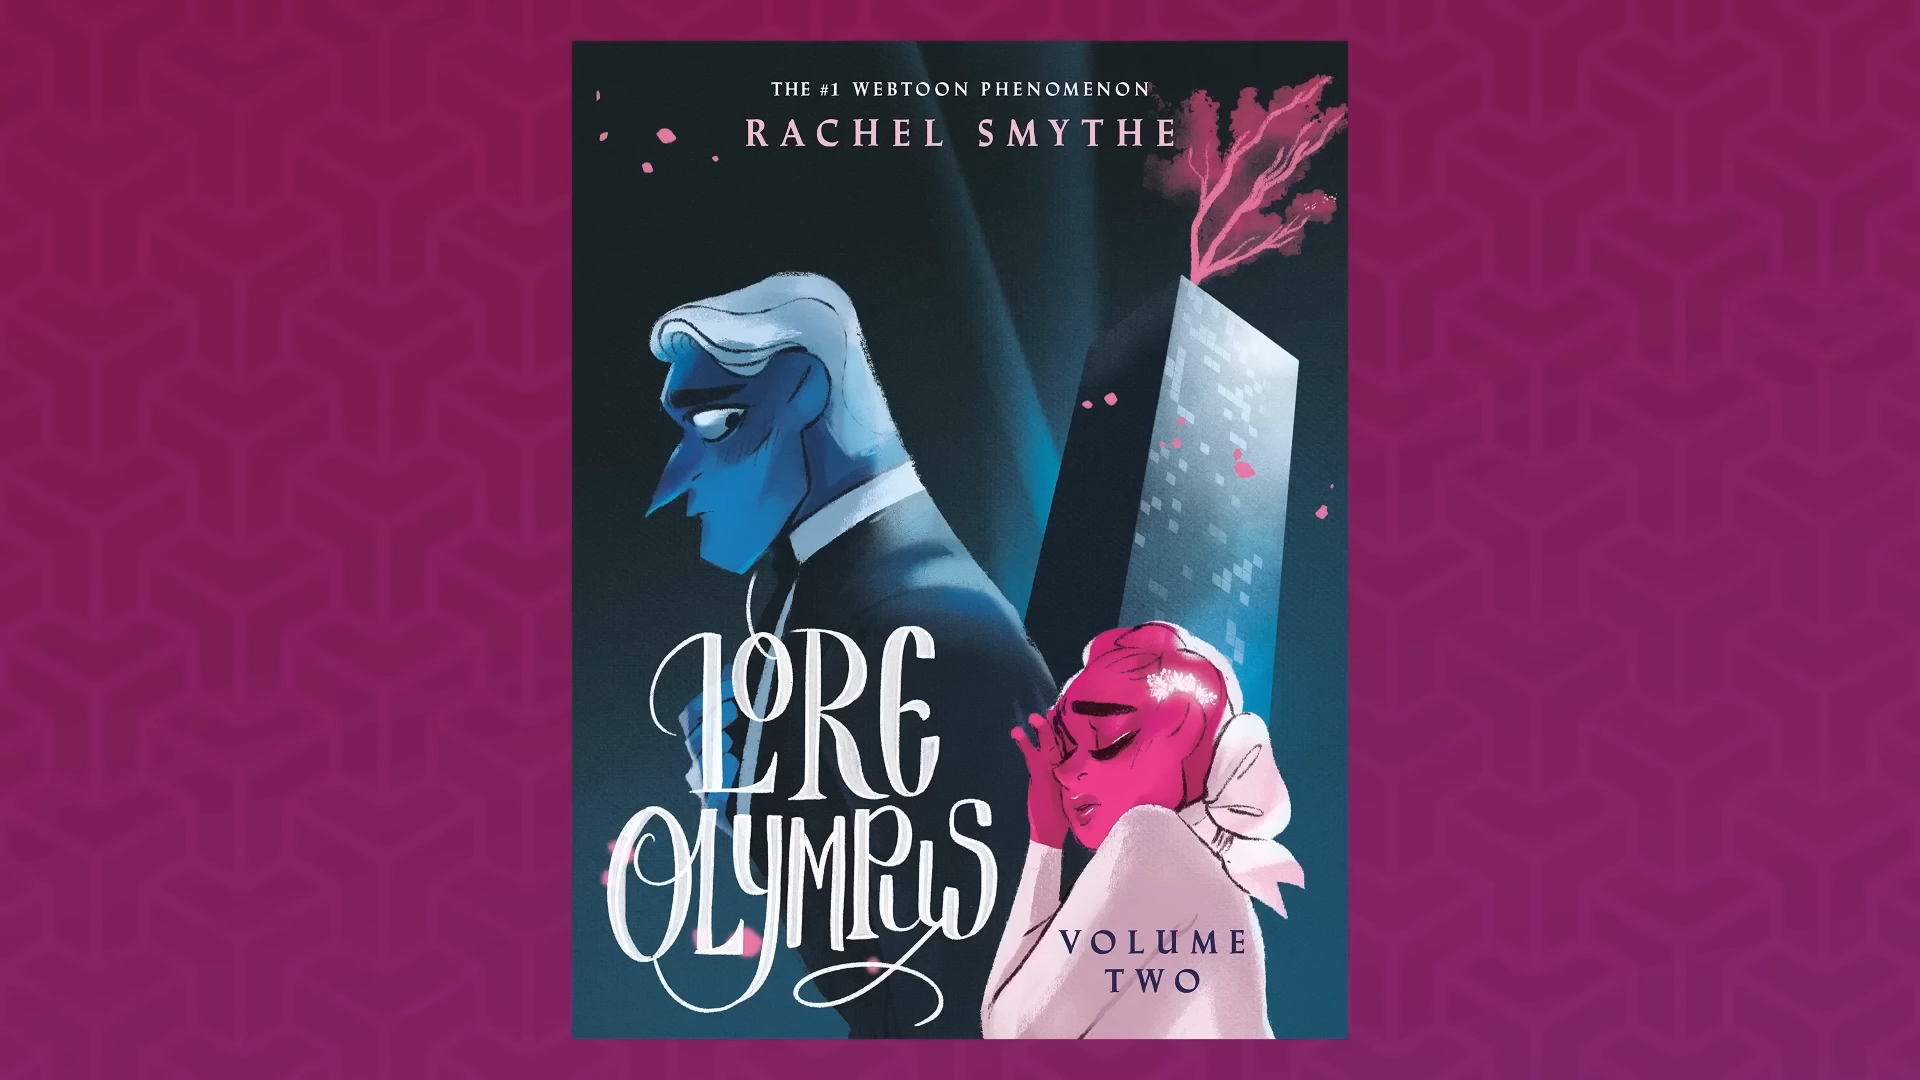 THE #1 WEBTOON PHENOMENON
RACHEL SMYTHE
LORE
OLYMPUS
VOLUME
TWO